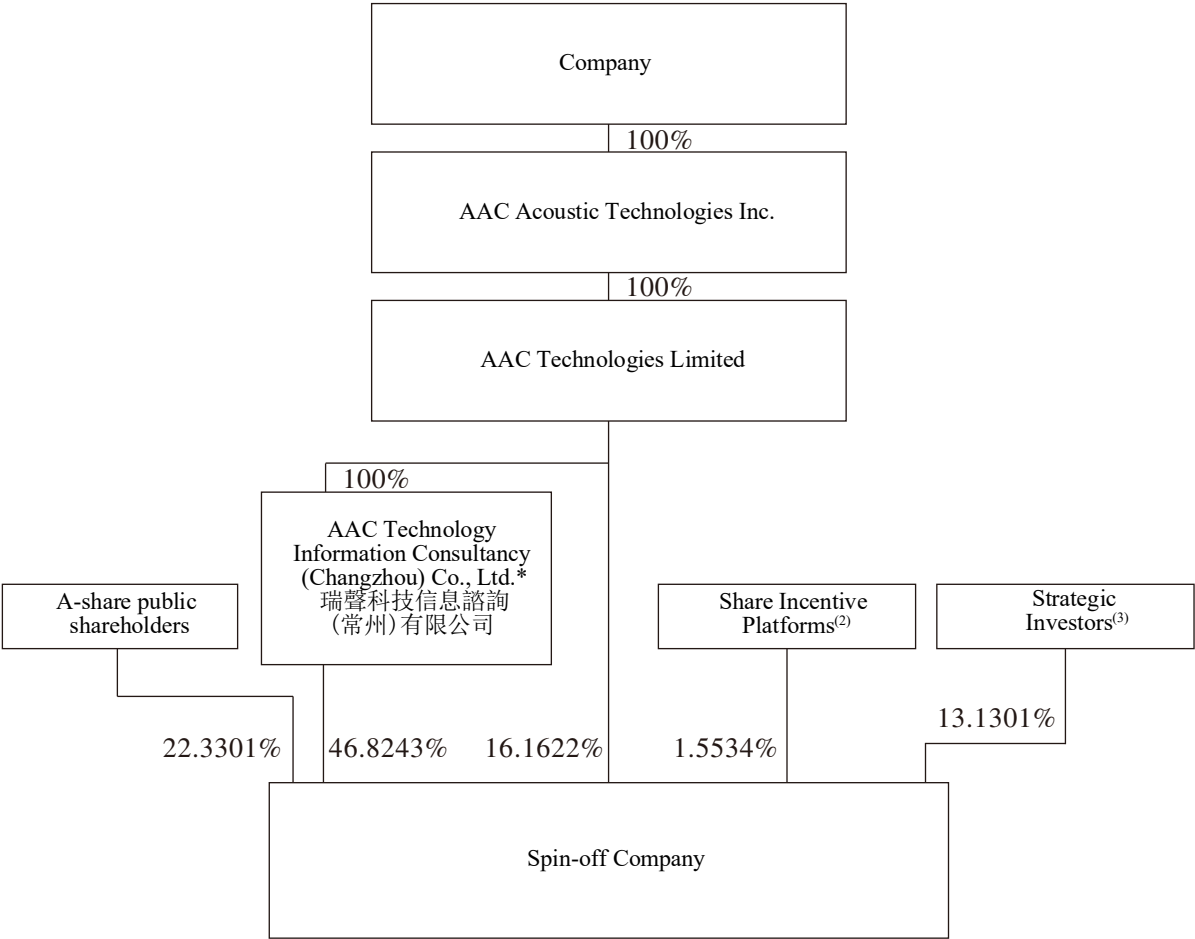 Company
100%
AAC Acoustic Technologies Inc.
100%
AAC Technologies Limited
100%
AAC Technology
Information Consultancy
(Changzhou) Co., Ltd.*
瑞聲科技信息諮詢
(常州)有限公司
A-share public
shareholders
Share Incentive
Platforms(2)
Strategic
Investors(3)
22.3301%
46.8243%
16.1622%
1.5534%
13.1301%
Spin-off Company